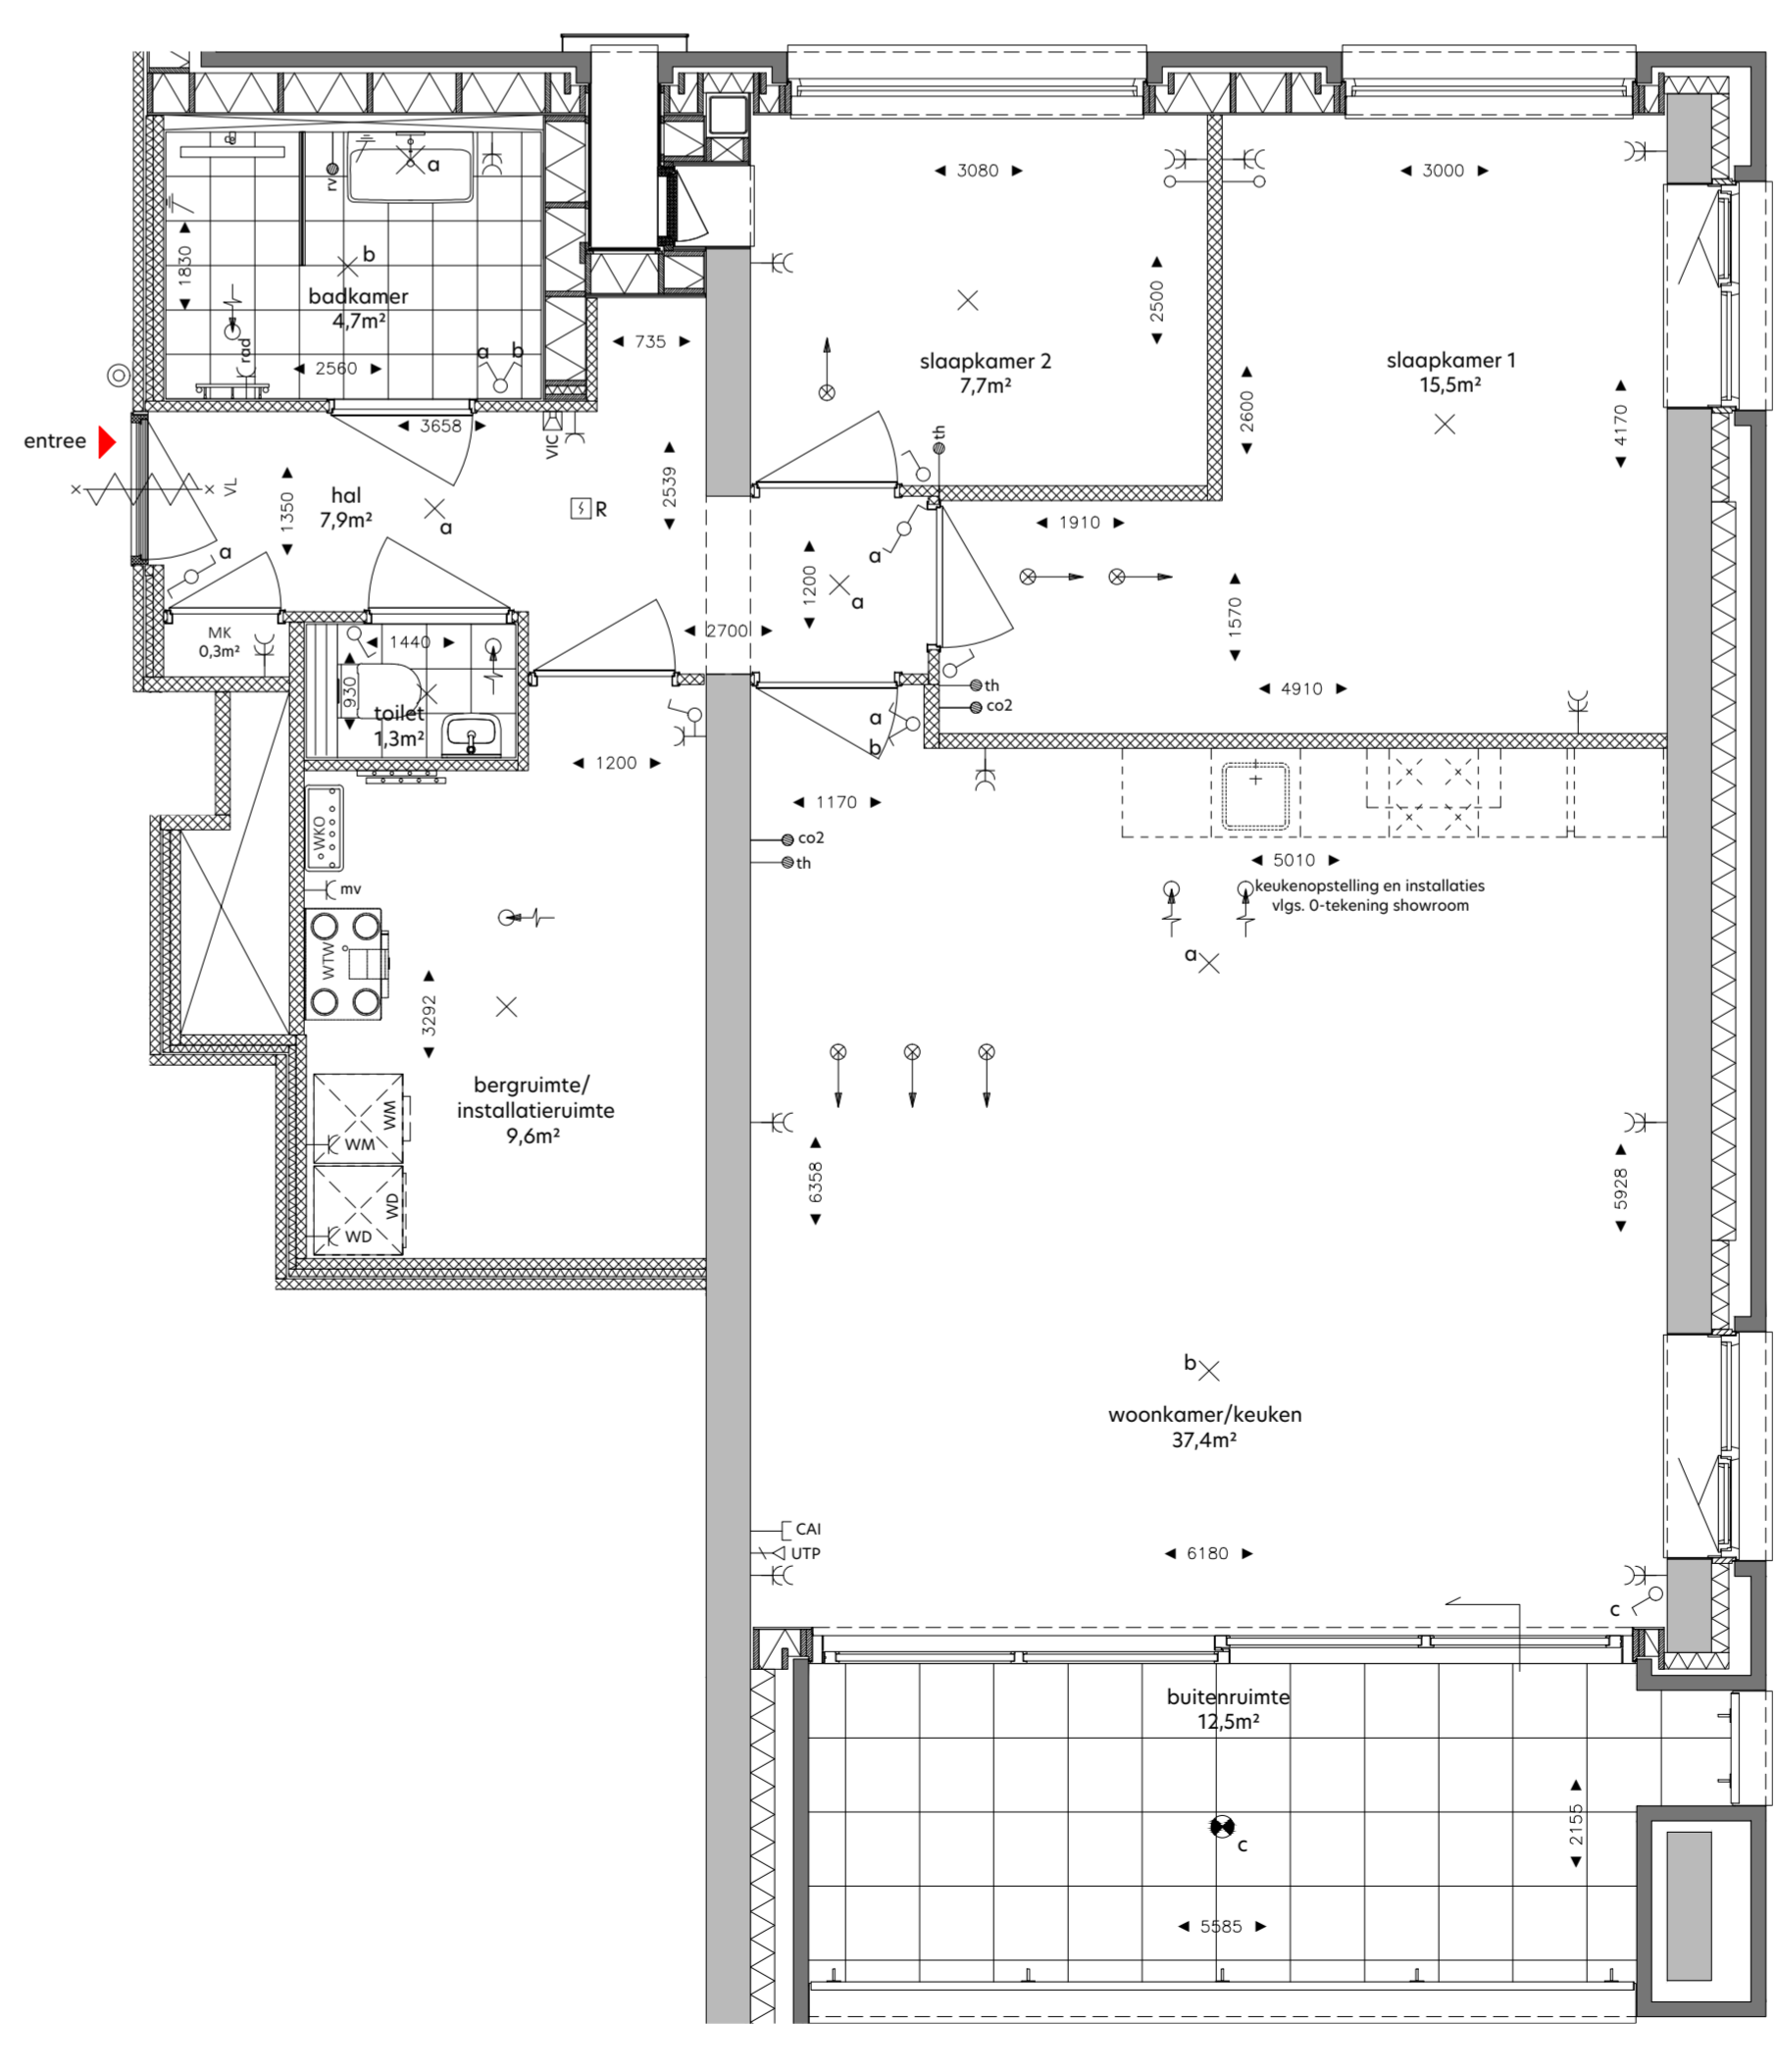 a
rv
3080
3000
b
1830
badkamer
4,7m²
2500
735
slaapkamer 2
7,7m²
slaapkamer 1
15,5m²
rad
2560
a b
2600
4170
3658
VIC
th
entree
VL
1350
hal
7,9m²
a
2539
R
1910
a
a
1200
a
1570
MK
0,3m²
1440
2700
930
toilet
1,3m²
th
co2
4910
a
b
1200
1170
WKO
co2
th
5010
mv
keukenopstelling en installaties
vlgs. 0-tekening showroom
WTW
a
3292
bergruimte/
installatieruimte
9,6m²
WM
WM
6358
5928
WD
WD
b
woonkamer/keuken
37,4m²
CAI
UTP
6180
c
buitenruimte
12,5m²
2155
c
5585